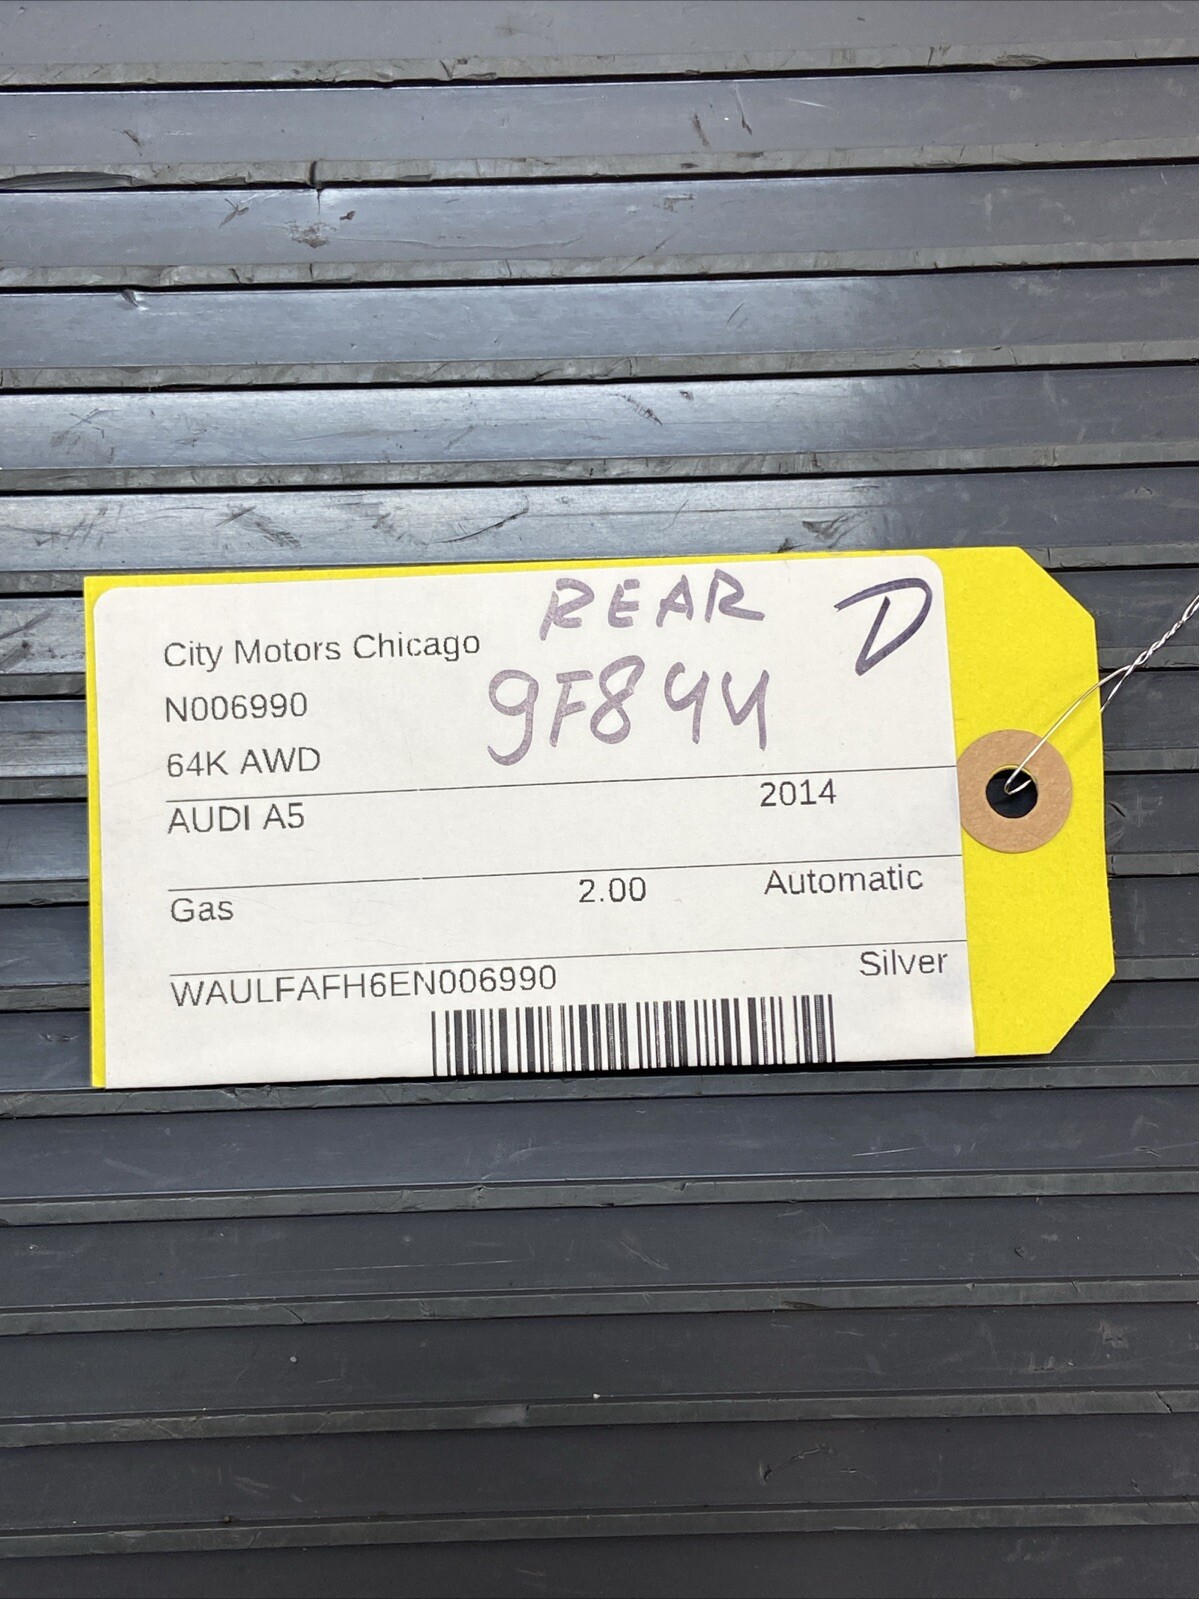 REAR
D
City Motors Chicago
9F844
N006990
64K AWD
AUDI A5 2014
Gas 2.00 Automatic
WAULFAFH6EN006990 Silver